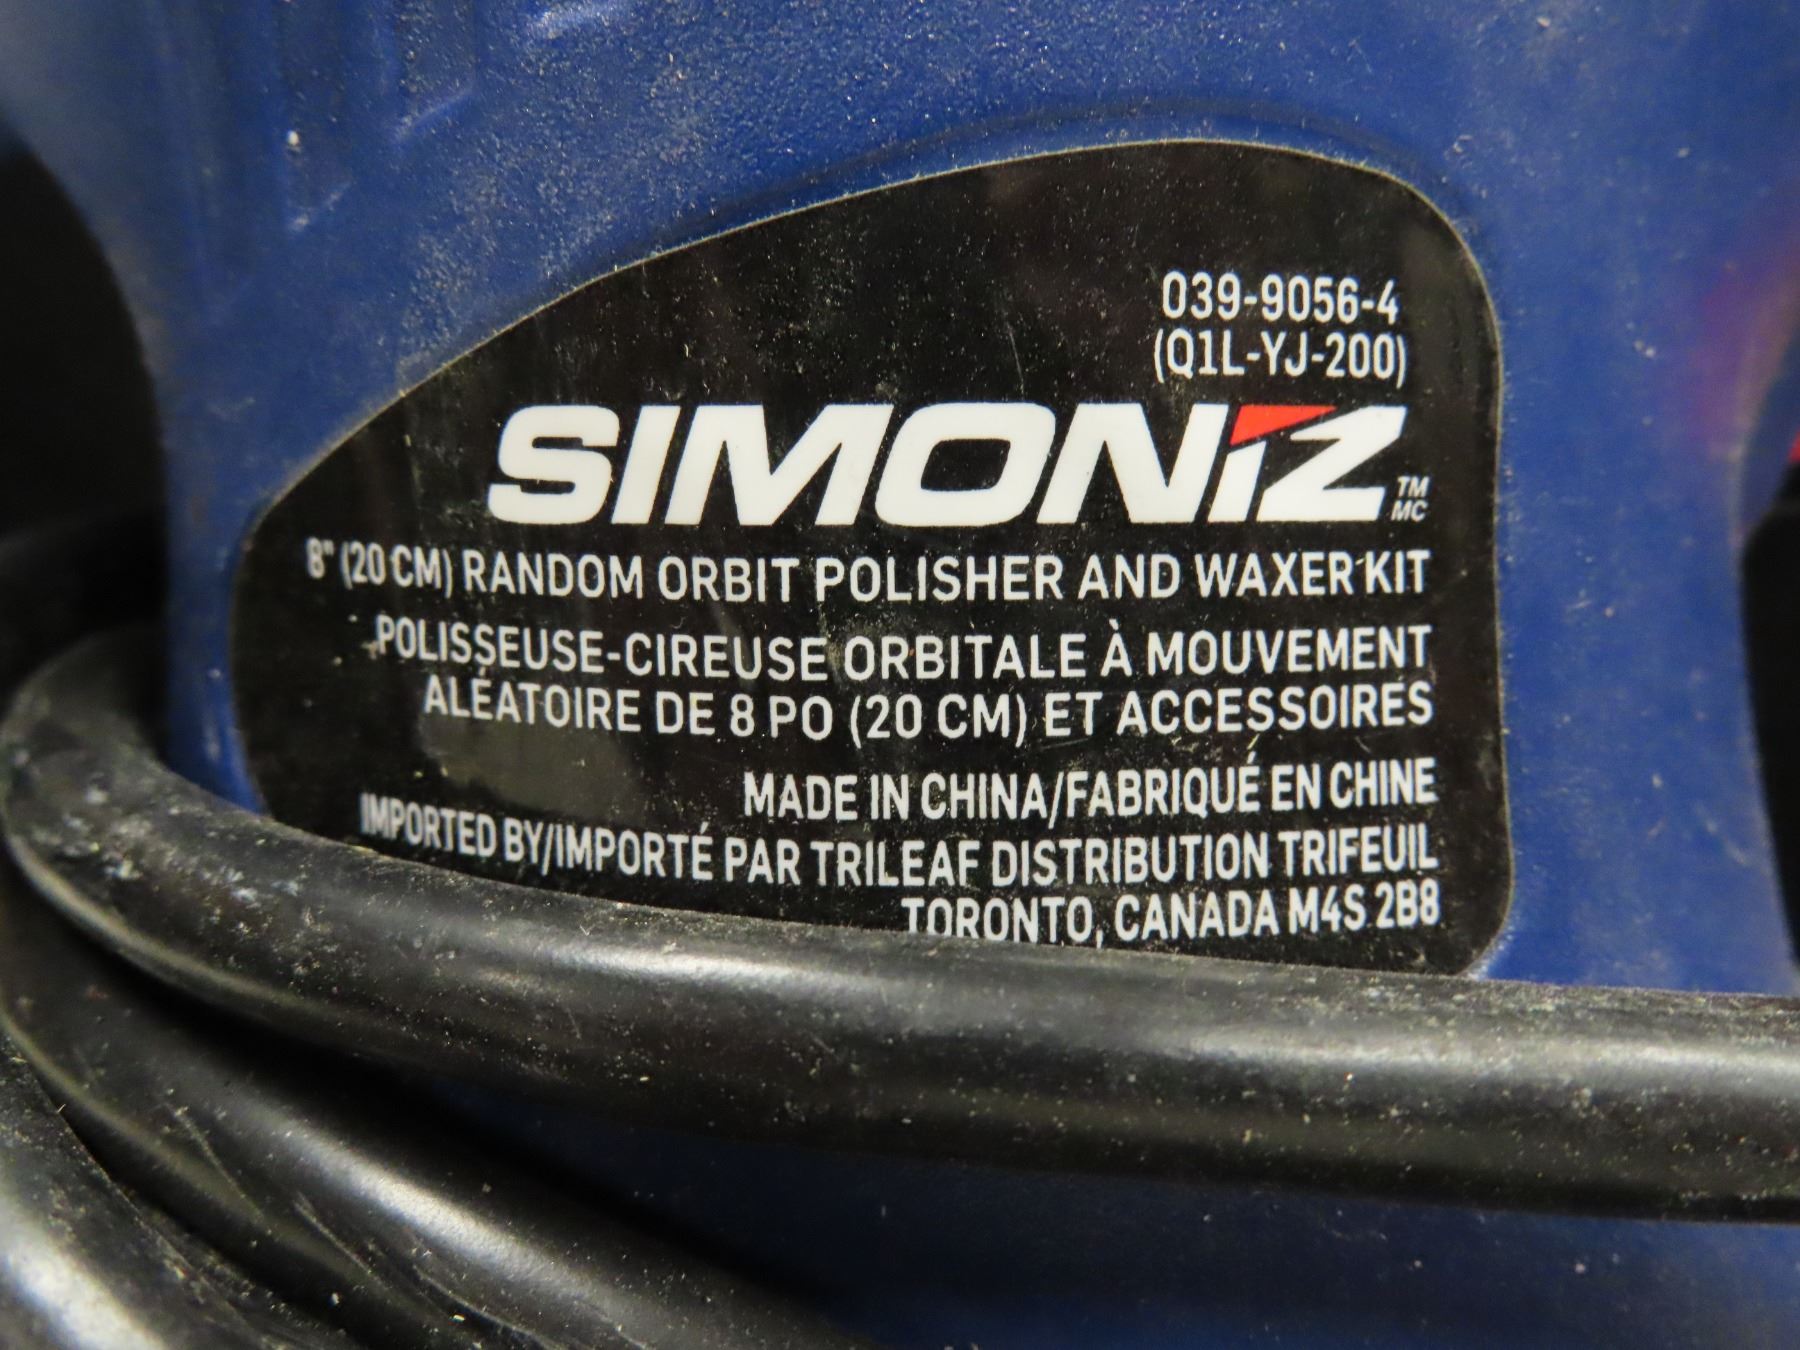 039-9056-4
(Q1L-YJ-200)
SIMONIZ
TM
MC
8" (20 CM) RANDOM ORBIT POLISHER AND WAXER KIT
POLISSEUSE-CIREUSE ORBITALE À MOUVEMENT
ALÉATOIRE DE 8 PO (20 CM) ET ACCESSOIRES
MADE IN CHINA/FABRIQUÉ EN CHINE
IMPORTED BY/IMPORTÉ PAR TRILEAF DISTRIBUTION TRIFEUIL
TORONTO, CANADA M4S 2B8